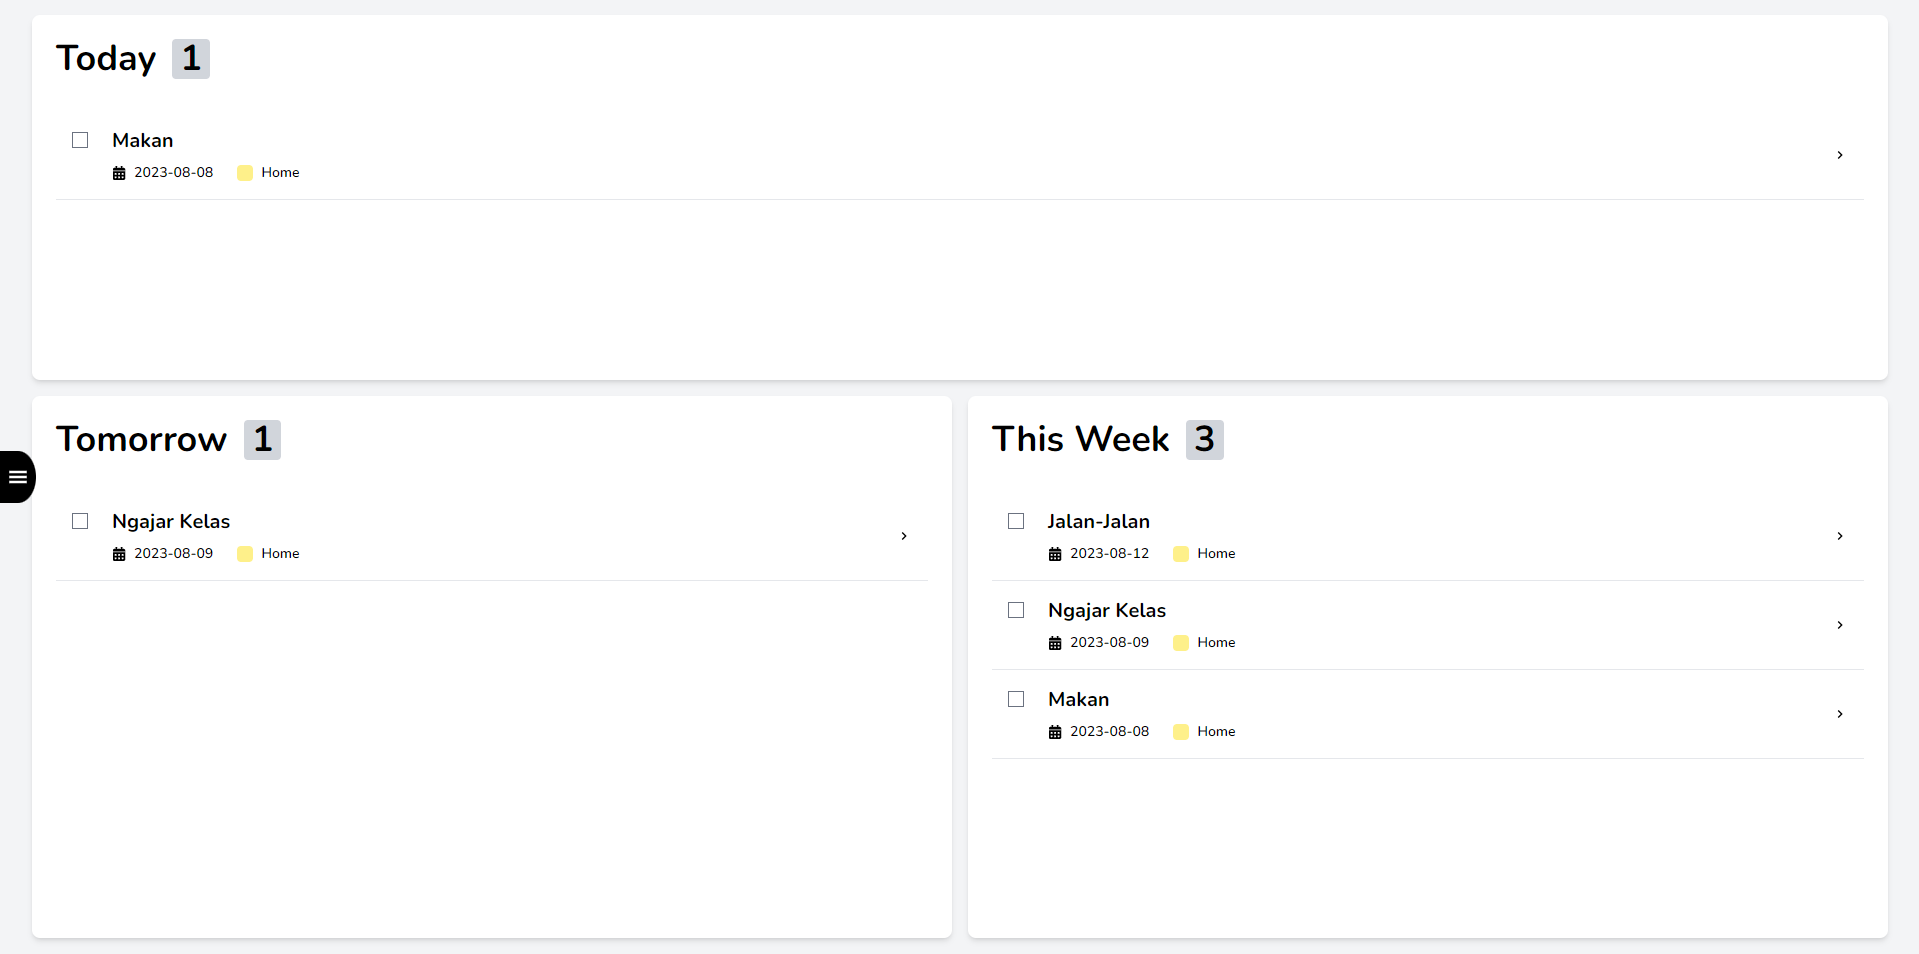 Today 1
Makan
2023-08-08 Home
Tomorrow 1
Ngajar Kelas
2023-08-09 Home
This Week 3
Jalan-Jalan
2023-08-12 Home
Ngajar Kelas
2023-08-09 Home
Makan
2023-08-08 Home